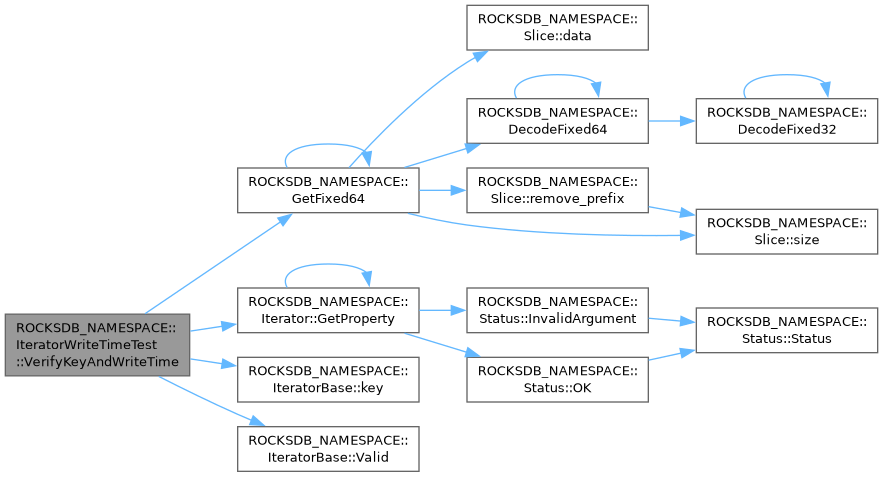 ROCKSDB_NAMESPACE::
Slice::data
ROCKSDB_NAMESPACE::
DecodeFixed64
ROCKSDB_NAMESPACE::
DecodeFixed32
ROCKSDB_NAMESPACE::
GetFixed64
ROCKSDB_NAMESPACE::
Slice::remove_prefix
ROCKSDB_NAMESPACE::
Slice::size
ROCKSDB_NAMESPACE::
IteratorWriteTimeTest
::VerifyKeyAndWriteTime
ROCKSDB_NAMESPACE::
Iterator::GetProperty
ROCKSDB_NAMESPACE::
Status::InvalidArgument
ROCKSDB_NAMESPACE::
Status::Status
ROCKSDB_NAMESPACE::
IteratorBase::key
ROCKSDB_NAMESPACE::
Status::OK
ROCKSDB_NAMESPACE::
IteratorBase::Valid